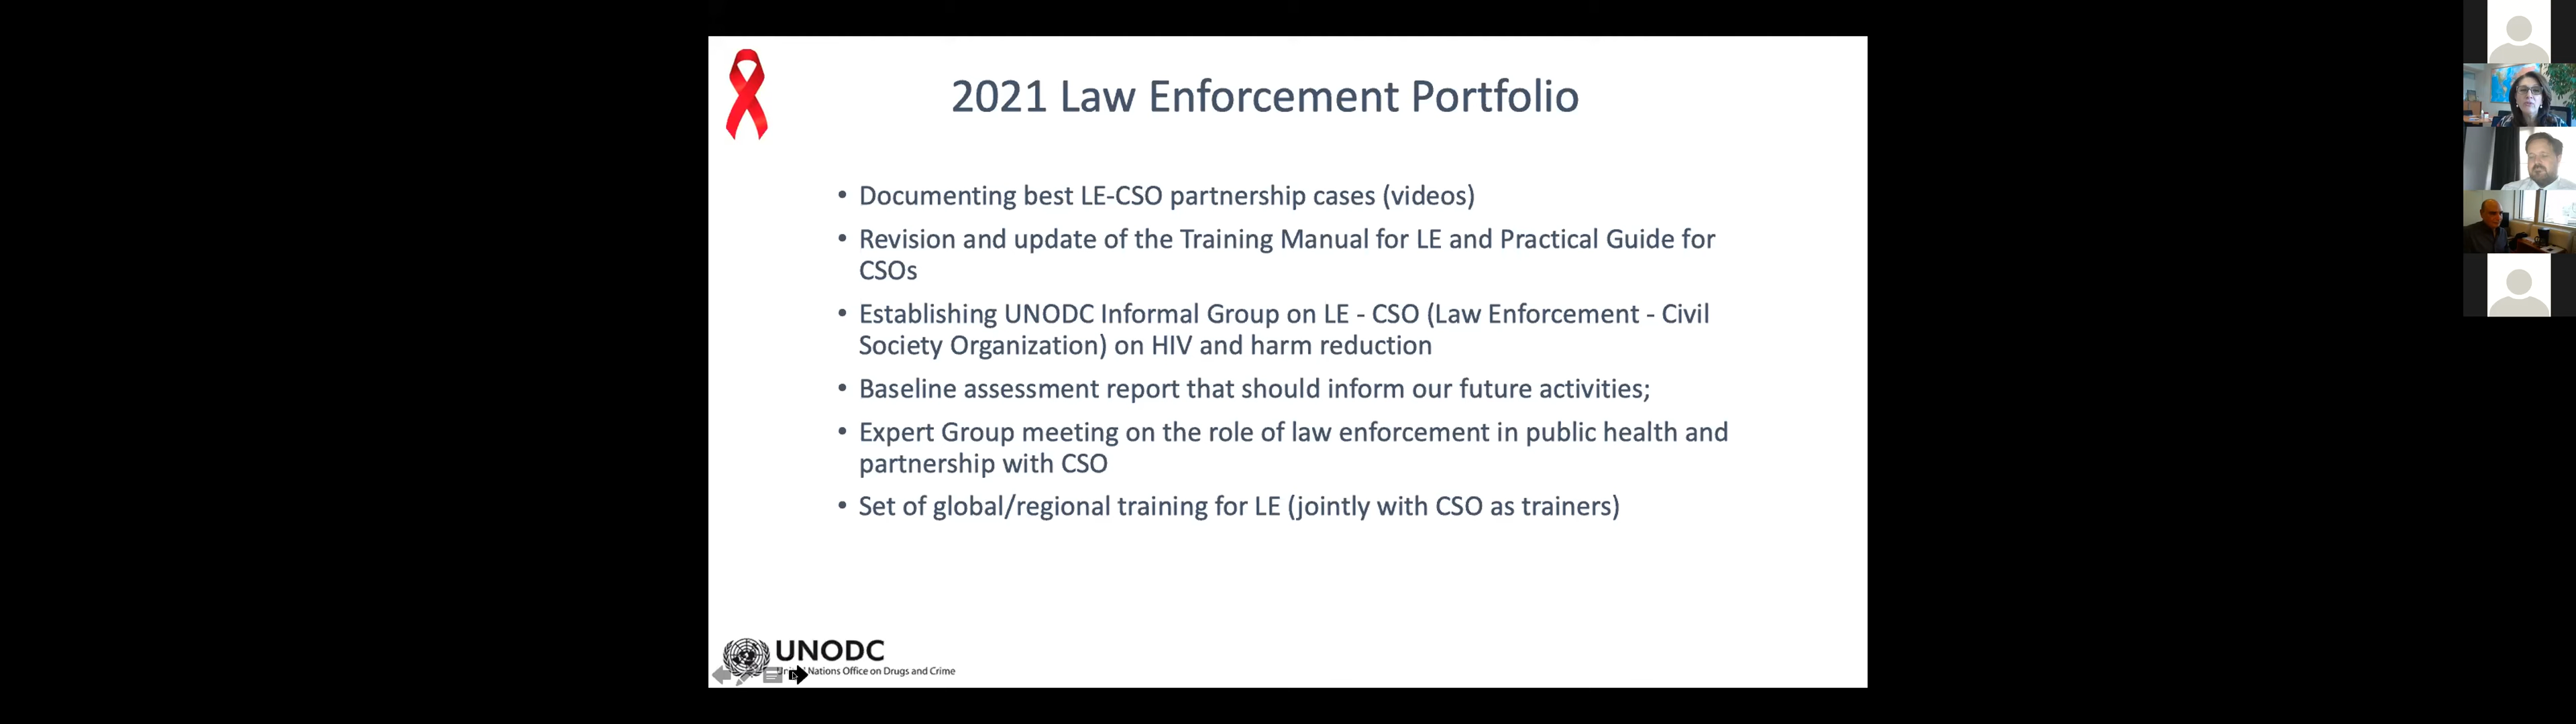 2021 Law Enforcement Portfolio
• Documenting best LE-CSO partnership cases (videos)
• Revision and update of the Training Manual for LE and Practical Guide for
CSOs
• Establishing UNODC Informal Group on LE - CSO (Law Enforcement - Civil
Society Organization) on HIV and harm reduction
• Baseline assessment report that should inform our future activities;
• Expert Group meeting on the role of law enforcement in public health and
partnership with CSO
• Set of global/regional training for LE (jointly with CSO as trainers)
UNODC
Nations Office on Drugs and Crime